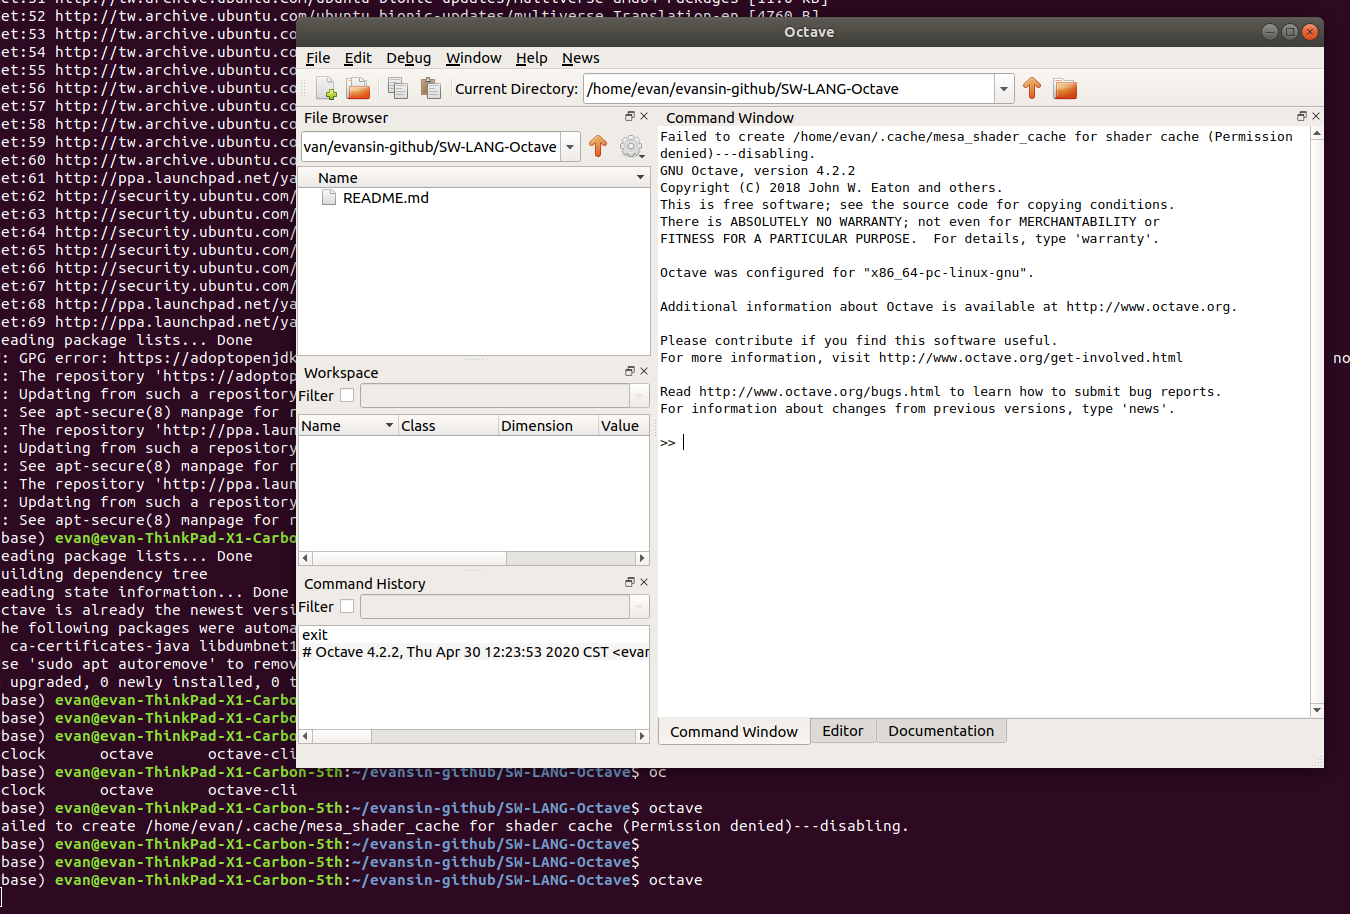 et:52 http://tw.archive.ubuntu.com/ubuntu bionic-updates/multiverse Translation-en [4760 B]
et:53 http://tw.archive.ubuntu.co
et:54 http://tw.archive.ubuntu.co
et:55 http://tw.archive.ubuntu.co
et:56 http://tw.archive.ubuntu.co
et:57 http://tw.archive.ubuntu.co
et:58 http://tw.archive.ubuntu.co
et:59 http://tw.archive.ubuntu.co
et:60 http://tw.archive.ubuntu.co
et:61 http://ppa.launchpad.net/ya
et:62 http://security.ubuntu.com/
et:63 http://security.ubuntu.com/
et:64 http://security.ubuntu.com/
et:65 http://security.ubuntu.com/
et:66 http://security.ubuntu.com/
et:67 http://security.ubuntu.com/
et:68 http://ppa.launchpad.net/ya
et:69 http://ppa.launchpad.net/ya
eading package lists... Done
: GPG error: https://adoptopenjdk
no
: The repository 'https://adoptop
: Updating from such a repository
: See apt-secure(8) manpage for r
: The repository 'http://ppa.laun
: Updating from such a repository
: See apt-secure(8) manpage for r
: The repository 'http://ppa.laun
: Updating from such a repository
: See apt-secure(8) manpage for r
base) evan@evan-ThinkPad-X1-Carbo
eading package lists... Done
uilding dependency tree
eading state information... Done
ctave is already the newest versi
he following packages were automa
ca-certificates-java libdumbnet1
se 'sudo apt autoremove' to remov
upgraded, 0 newly installed, 0 t
base) evan@evan-ThinkPad-X1-Carbo
base) evan@evan-ThinkPad-X1-Carbo
base) evan@evan-ThinkPad-X1-Carbo
clock octave octave-cli
base) evan@evan-ThinkPad-X1-Carbon-5th:~/evansin-github/SW-LANG-Octave$ oc
clock octave octave-cli
base) evan@evan-ThinkPad-X1-Carbon-5th:~/evansin-github/SW-LANG-Octave$ octave
ailed to create /home/evan/.cache/mesa_shader_cache for shader cache (Permission denied)---disabling.
base) evan@evan-ThinkPad-X1-Carbon-5th:~/evansin-github/SW-LANG-Octave$
base) evan@evan-ThinkPad-X1-Carbon-5th:~/evansin-github/SW-LANG-Octave$
base) evan@evan-ThinkPad-X1-Carbon-5th:~/evansin-github/SW-LANG-Octave$ octave
Octave
File Edit Debug Window Help News
Current Directory: /home/evan/evansin-github/SW-LANG-Octave
File Browser
van/evansin-github/SW-LANG-Octave
Name
README.md
Workspace
Filter
Name Class Dimension Value
Command History
Filter
exit
# Octave 4.2.2, Thu Apr 30 12:23:53 2020 CST <evan
Command Window
Failed to create /home/evan/.cache/mesa_shader_cache for shader cache (Permission
denied)---disabling.
GNU Octave, version 4.2.2
Copyright (C) 2018 John W. Eaton and others.
This is free software; see the source code for copying conditions.
There is ABSOLUTELY NO WARRANTY; not even for MERCHANTABILITY or
FITNESS FOR A PARTICULAR PURPOSE.  For details, type 'warranty'.
Octave was configured for "x86_64-pc-linux-gnu".
Additional information about Octave is available at http://www.octave.org.
Please contribute if you find this software useful.
For more information, visit http://www.octave.org/get-involved.html
Read http://www.octave.org/bugs.html to learn how to submit bug reports.
For information about changes from previous versions, type 'news'.
>>
Command Window Editor Documentation